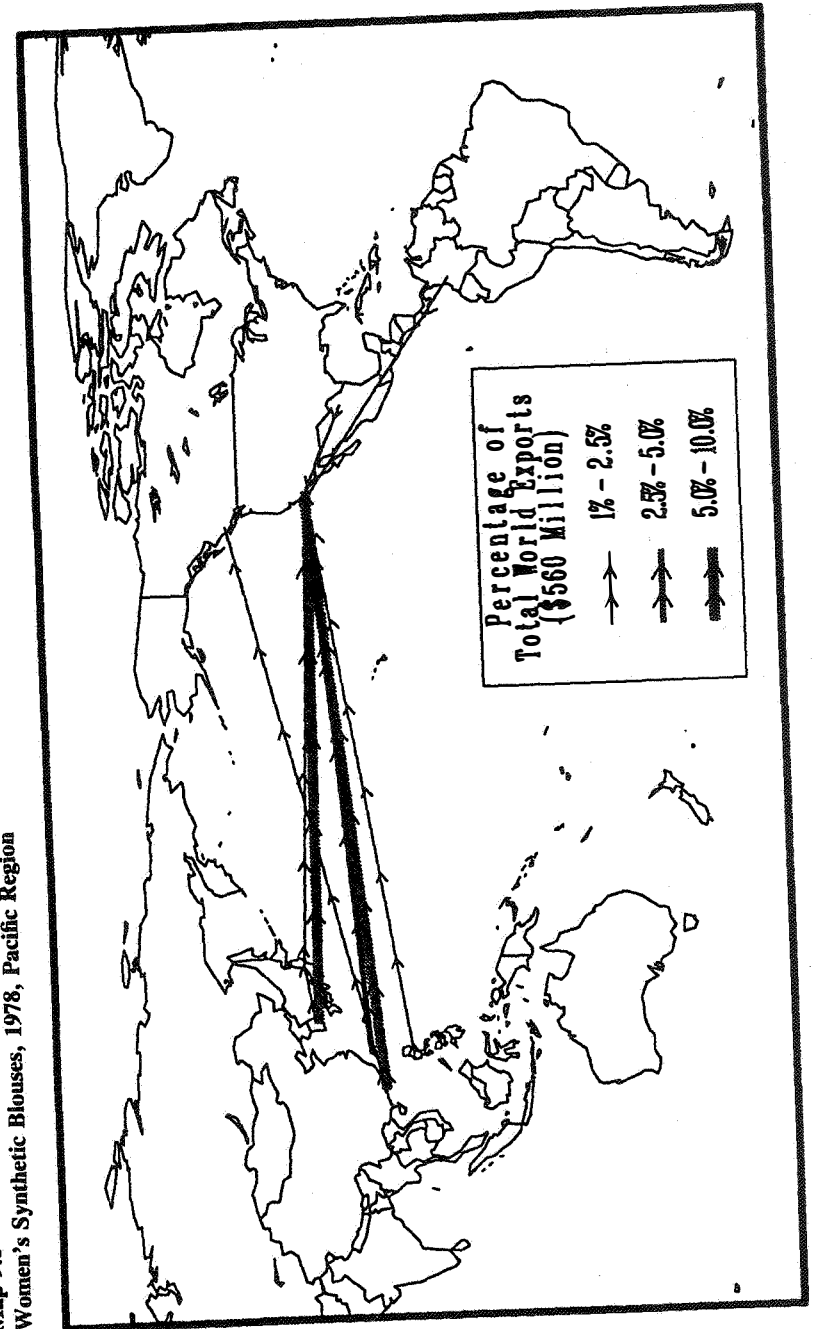 Women's Synthetic Blouses, 1978, Pacific Region
Percentage of
Total World Exports
($560 Million)
1% - 2.5%
2.5% - 5.0%
5.0% - 10.0%